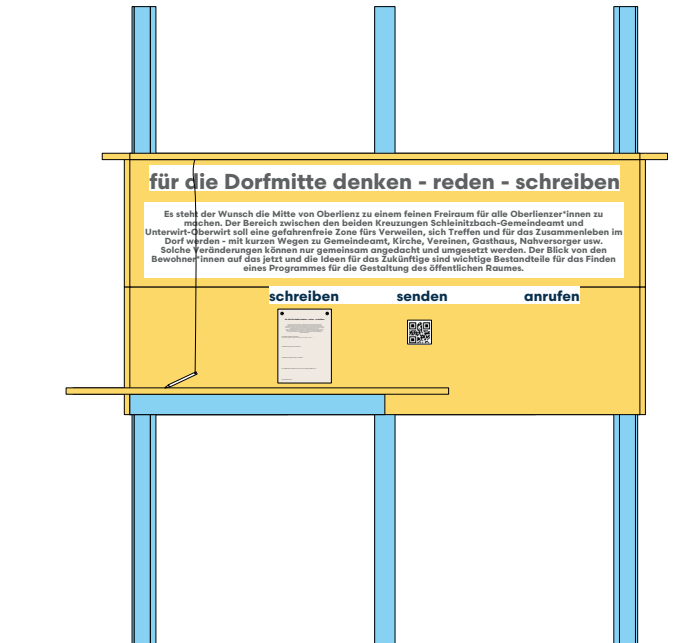 für die Dorfmitte denken - reden - schreiben
Es steht der Wunsch die Mitte von Oberlienz zu einem feinen Freiraum für alle Oberlienzer*innen zu
machen. Der Bereich zwischen den beiden Kreuzungen Schleinitzbach-Gemeindeamt und
Unterwirt-Oberwirt soll eine gefahrenfreie Zone fürs Verweilen, sich Treffen und für das Zusammenleben im
Dorf werden - mit kurzen Wegen zu Gemeindeamt, Kirche, Vereinen, Gasthaus, Nahversorger usw.
Solche Veränderungen können nur gemeinsam angedacht und umgesetzt werden. Der Blick von den
Bewohner*innen auf das jetzt und die Ideen für das Zukünftige sind wichtige Bestandteile für das Finden
eines Programmes für die Gestaltung des öffentlichen Raumes.
schreiben senden anrufen